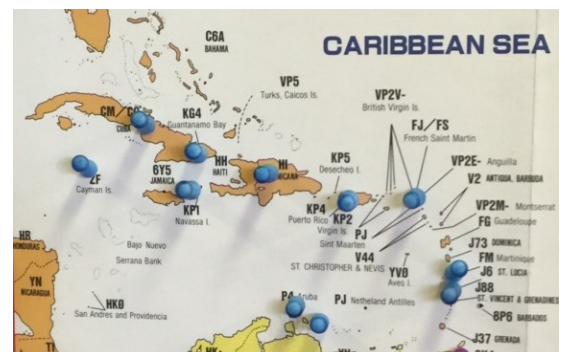 C6A
BAHAMA
CARIBBEAN SEA
VP5
Turks, Caicos Is.
VP2V-
British Virgin Is.
CM/CO
CUBA
KG4
Guantanamo Bay
FJ/FS
French Saint Martin
KP5
Desecheo I.
VP2E- Anguilla
HH
HAITI
HI
V2 ANTIGUA, BARBUDA
ZF
Cayman Is.
6Y5
JAMAICA
KP1
Navassa I.
KP4
Puerto Rico
KP2
Virgin Is.
PJ
Sint Maarten
VP2M- Montserrat
FG Guadeloupe
HR
HONDURAS
Bajo Nuevo
Serrana Bank
V44
ST. CHRISTOPHER & NEVIS
YV0
Aves I.
J73 DOMINICA
FM Martinique
J6 ST. LUCIA
YN
NICARAGUA
HK0
San Andres and Providencia
P4 Aruba
PJ Netheland Antilles
J88
ST. VINCENT & GRENADINES
8P6 BARBADOS
J37 GRENADA